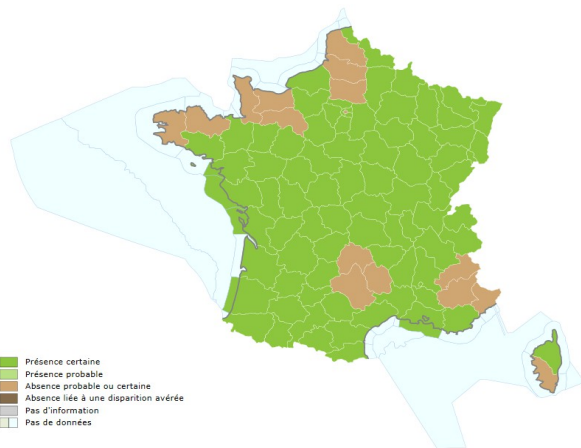 Présence certaine
Présence probable
Absence probable ou certaine
Absence liée à une disparition avérée
Pas d'information
Pas de données